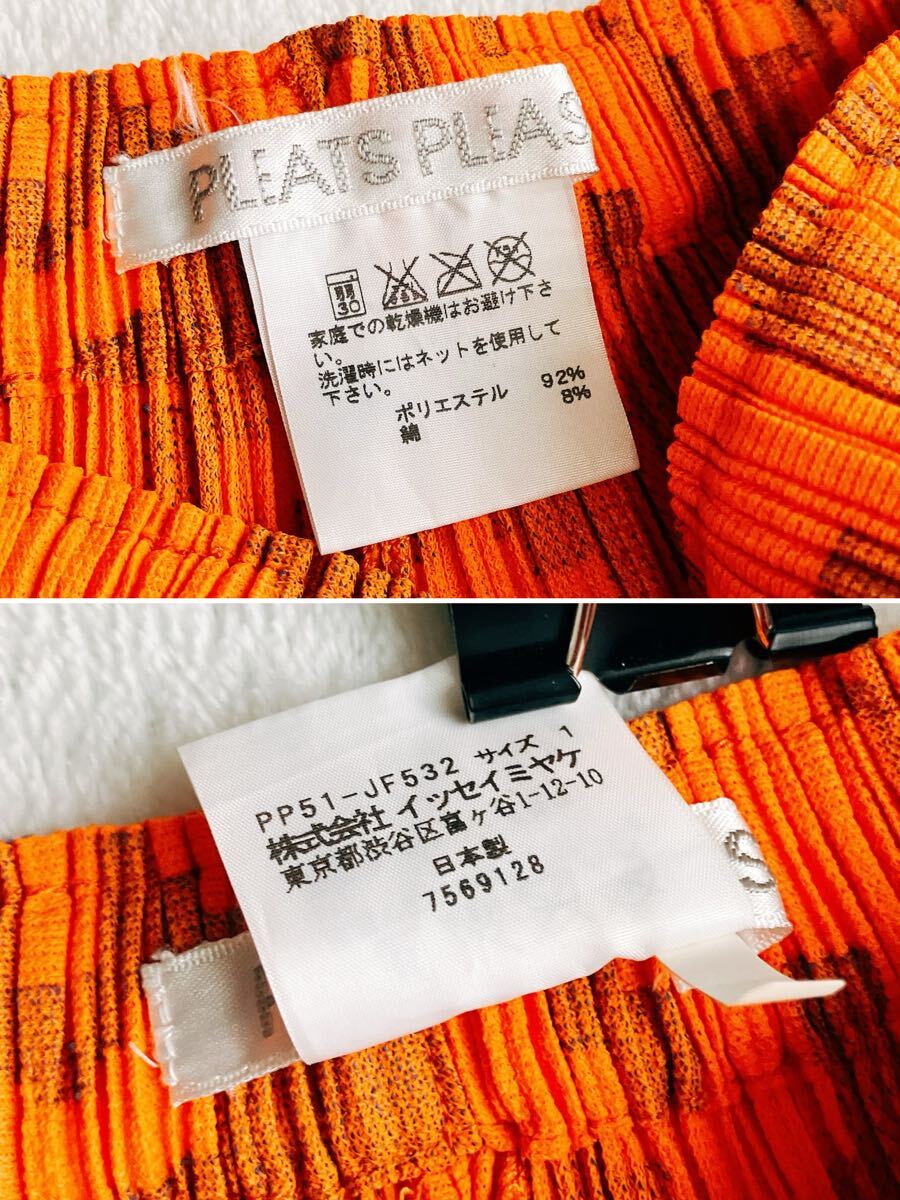 PLEATS PLEAS
弱
30
家庭での乾燥機はお避け下さ
い。
洗濯時にはネットを使用して
下さい。
ポリエステル 92%
綿 8%
PP51-JF532 サイズ 1
株式会社 イッセイミヤケ
東京都渋谷区富ヶ谷1-12-10
日本製
7569128
S